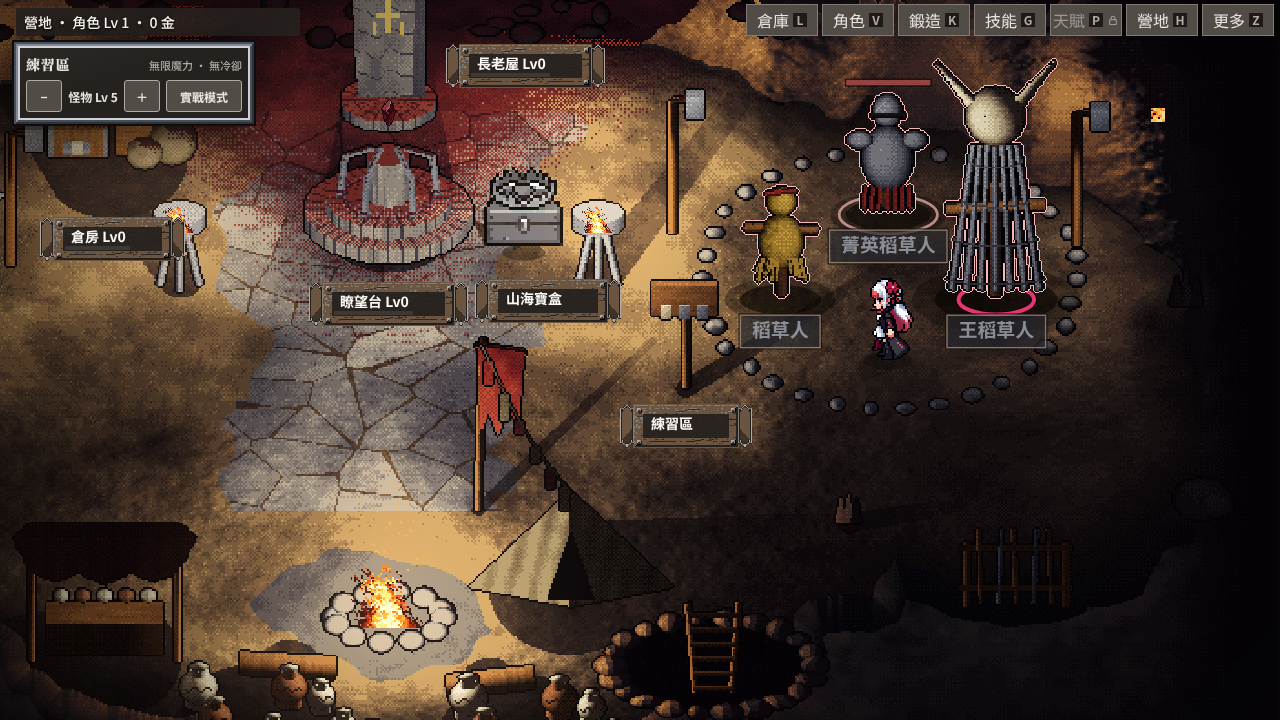 營地 • 角色 Lv 1 • 0 金
倉庫 L
角色 V
鍛造 K
技能 G
天賦 P
營地 H
更多 Z
練習區
無限魔力 • 無冷卻
－ 怪物 Lv 5 ＋
實戰模式
長老屋 Lv0
倉房 Lv0
瞭望台 Lv0
山海寶盒
菁英稻草人
稻草人
王稻草人
練習區